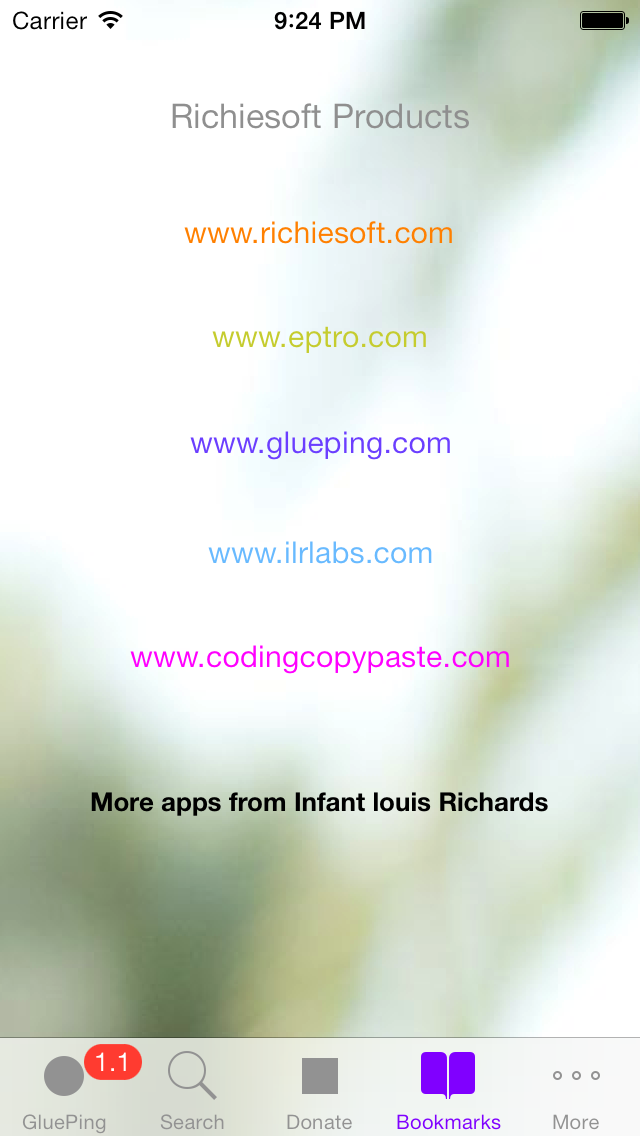 Carrier 9:24 PM
Richiesoft Products
www.richiesoft.com
www.eptro.com
www.glueping.com
www.ilrlabs.com
www.codingcopypaste.com
More apps from Infant louis Richards
1.1
GluePing Search Donate Bookmarks More